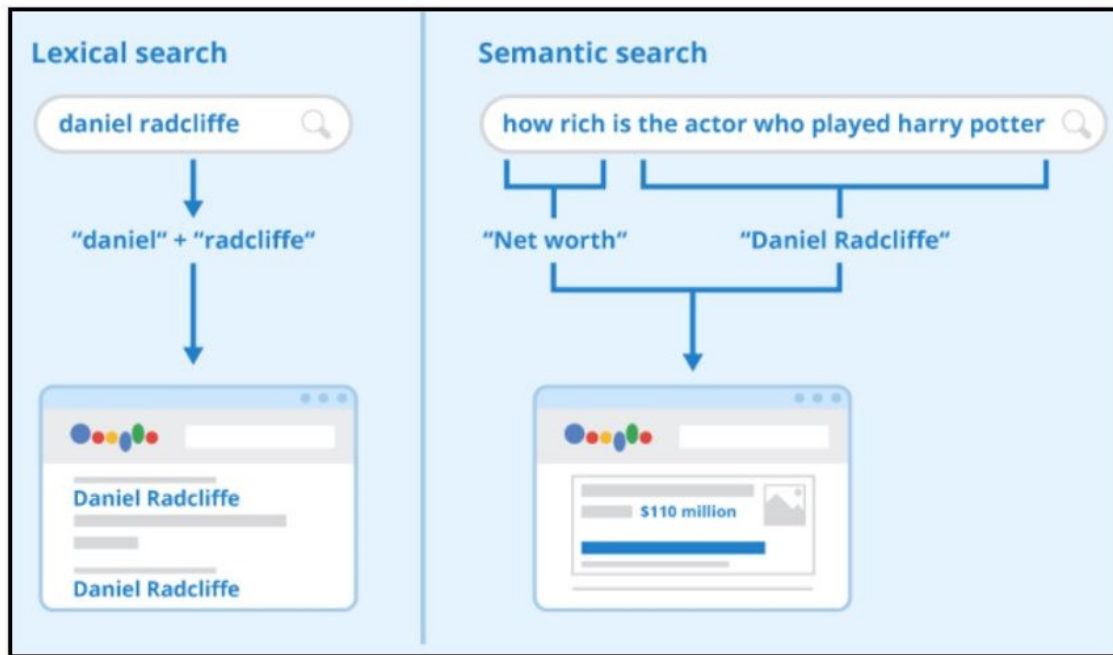 Lexical search
daniel radcliffe
“daniel“ + “radcliffe“
Daniel Radcliffe
Daniel Radcliffe
Semantic search
how rich is the actor who played harry potter
“Net worth“
“Daniel Radcliffe“
$110 million